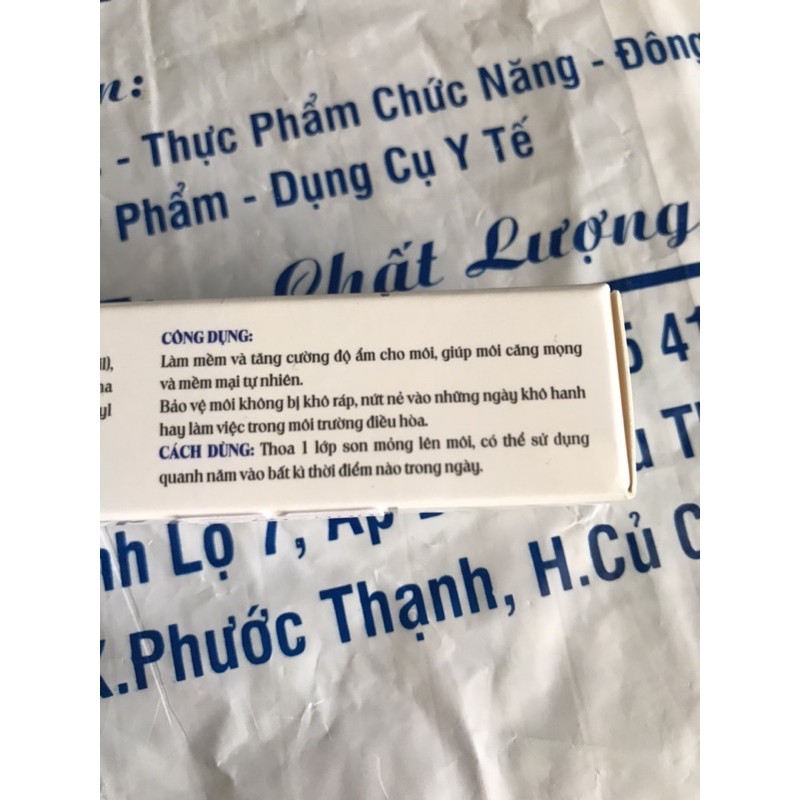 - Thực Phẩm Chức Năng - Đông
Phẩm - Dụng Cụ Y Tế
Chất Lượng
CÔNG DỤNG:
Làm mềm và tăng cường độ ẩm cho môi, giúp môi căng mọng
và mềm mại tự nhiên.
Bảo vệ môi không bị khô ráp, nứt nẻ vào những ngày khô hanh
hay làm việc trong môi trường điều hòa.
CÁCH DÙNG: Thoa 1 lớp son mỏng lên môi, có thể sử dụng
quanh năm vào bất kì thời điểm nào trong ngày.
yl
5 41
nh Lọ 7, Ấp
X.Phước Thạnh, H.Củ C